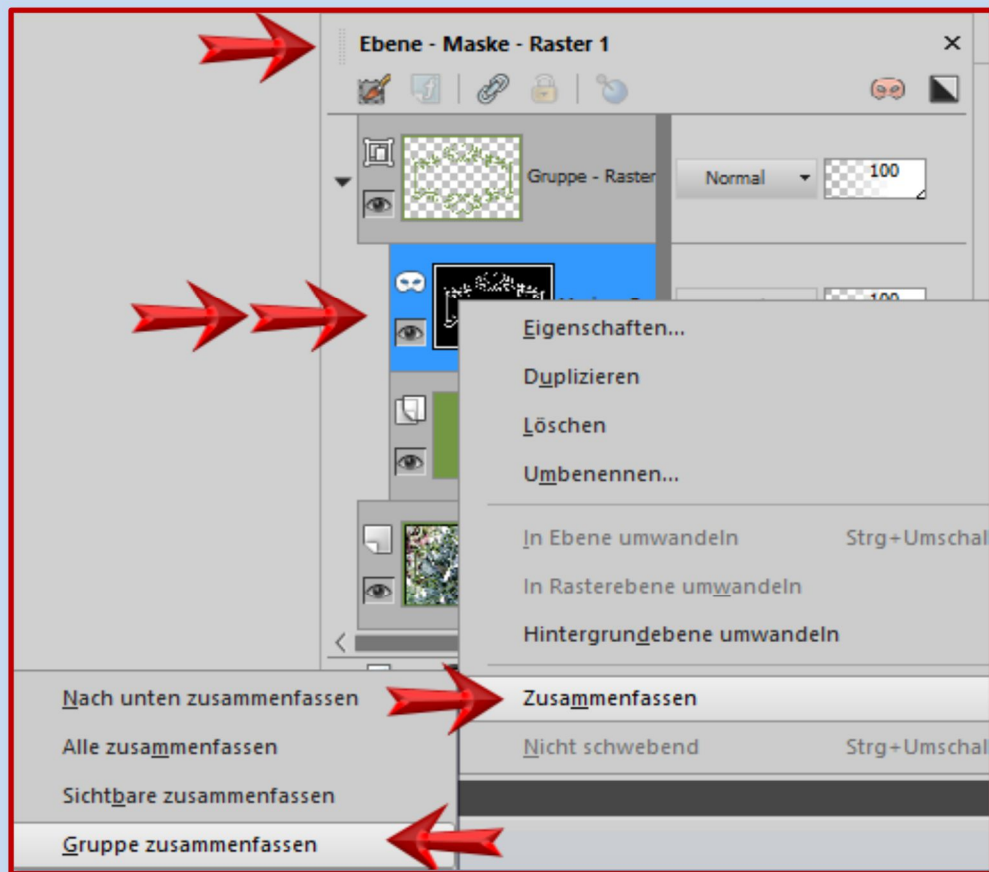 Ebene - Maske - Raster 1
Gruppe - Raster
Normal
100
100
Eigenschaften...
Duplizieren
Löschen
Umbenennen...
In Ebene umwandeln Strg+Umschal
In Rasterebene umwandeln
Hintergrundebene umwandeln
Zusammenfassen
Nicht schwebend Strg+Umschal
Nach unten zusammenfassen
Alle zusammenfassen
Sichtbare zusammenfassen
Gruppe zusammenfassen